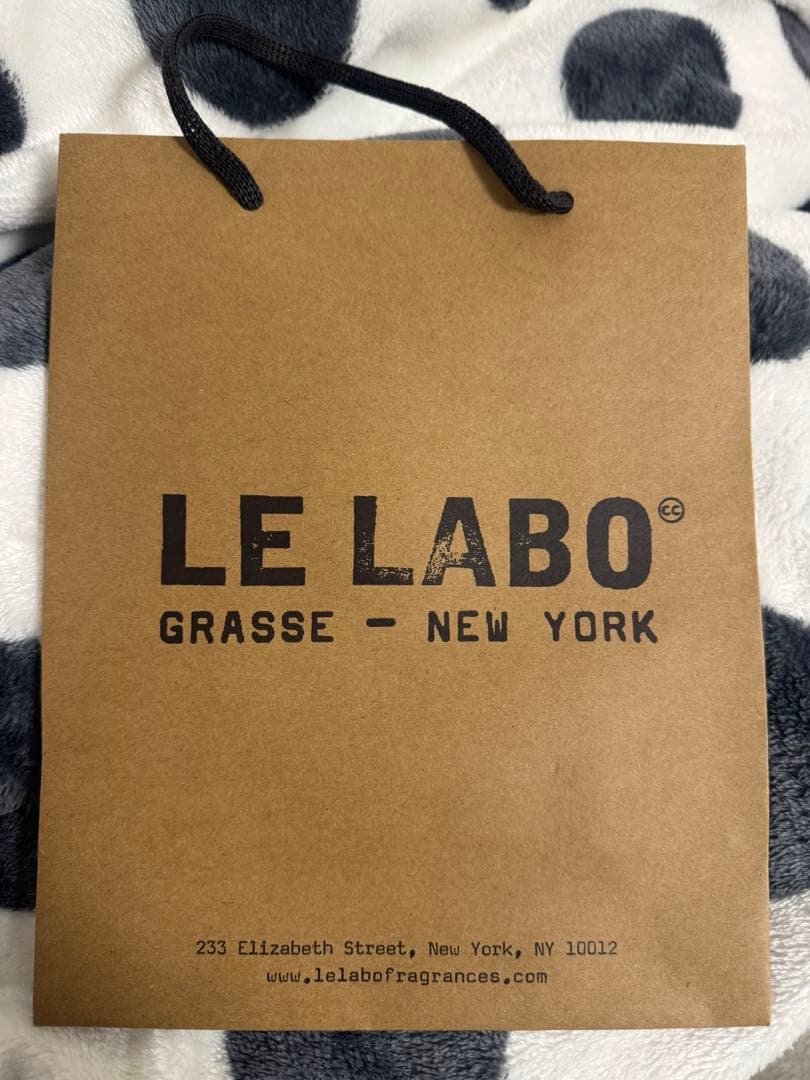 LE LABO©
GRASSE — NEW YORK
233 Elizabeth Street, New York, NY 10012
www.lelabofragrances.com